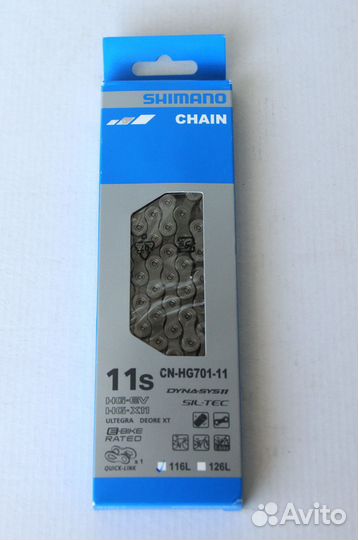 SHIMANO
CHAIN
11s CN-HG701-11
HG-EV DYNA-SYS11
HG-X11 SIL-TEC
ULTEGRA DEORE XT
E-BIKE
RATED
x1
QUICK-LINK
116L 126L
Avito